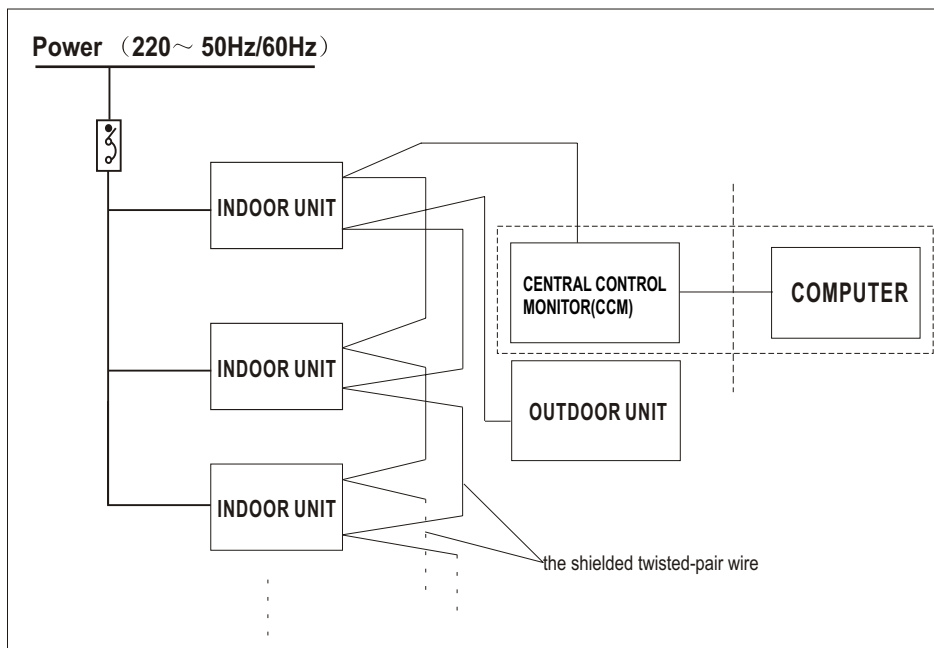 Power （220～ 50Hz/60Hz）
INDOOR UNIT
CENTRAL CONTROL
MONITOR(CCM)
COMPUTER
INDOOR UNIT
OUTDOOR UNIT
INDOOR UNIT
the shielded twisted-pair wire